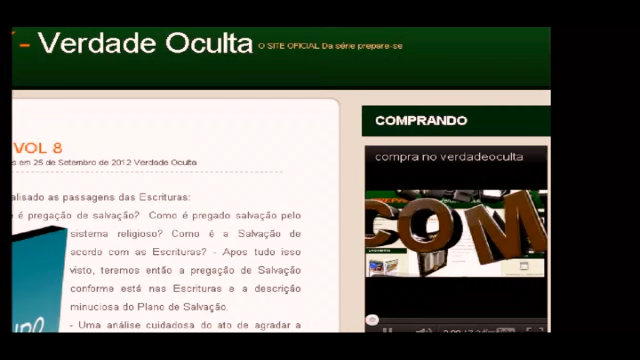 - Verdade Oculta O SITE OFICIAL Da série prepare-se
VOL 8
s em 25 de Setembro de 2012 Verdade Oculta
alisado as passagens das Escrituras:
é pregação de salvação? Como é pregado salvação pelo
sistema religioso? Como é a Salvação de
acordo com as Escrituras? - Apos tudo isso
visto, teremos então a pregação de Salvação
conforme está nas Escrituras e a descrição
minuciosa do Plano de Salvação.
- Uma análise cuidadosa do ato de agradar a
COMPRANDO
compra no verdadeoculta
COM